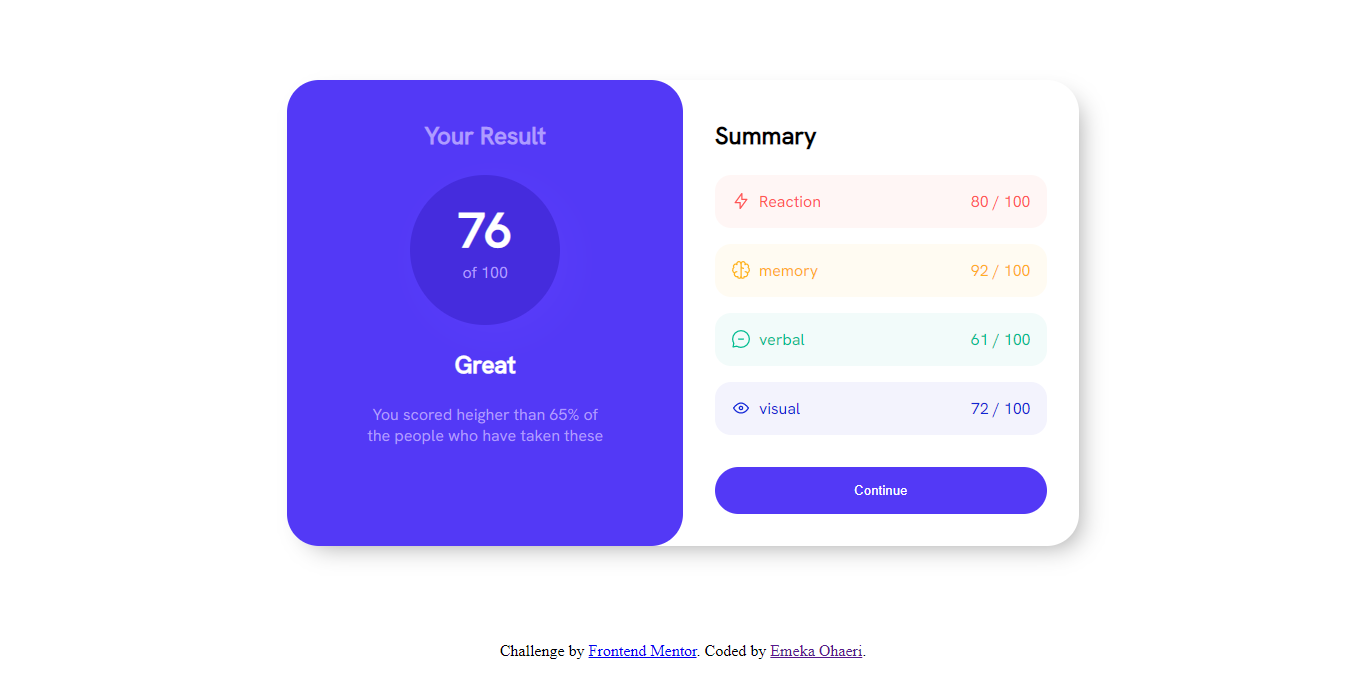 Your Result
76
of 100
Great
You scored heigher than 65% of
the people who have taken these
Summary
Reaction 80 / 100
memory 92 / 100
verbal 61 / 100
visual 72 / 100
Continue
Challenge by Frontend Mentor. Coded by Emeka Ohaeri.